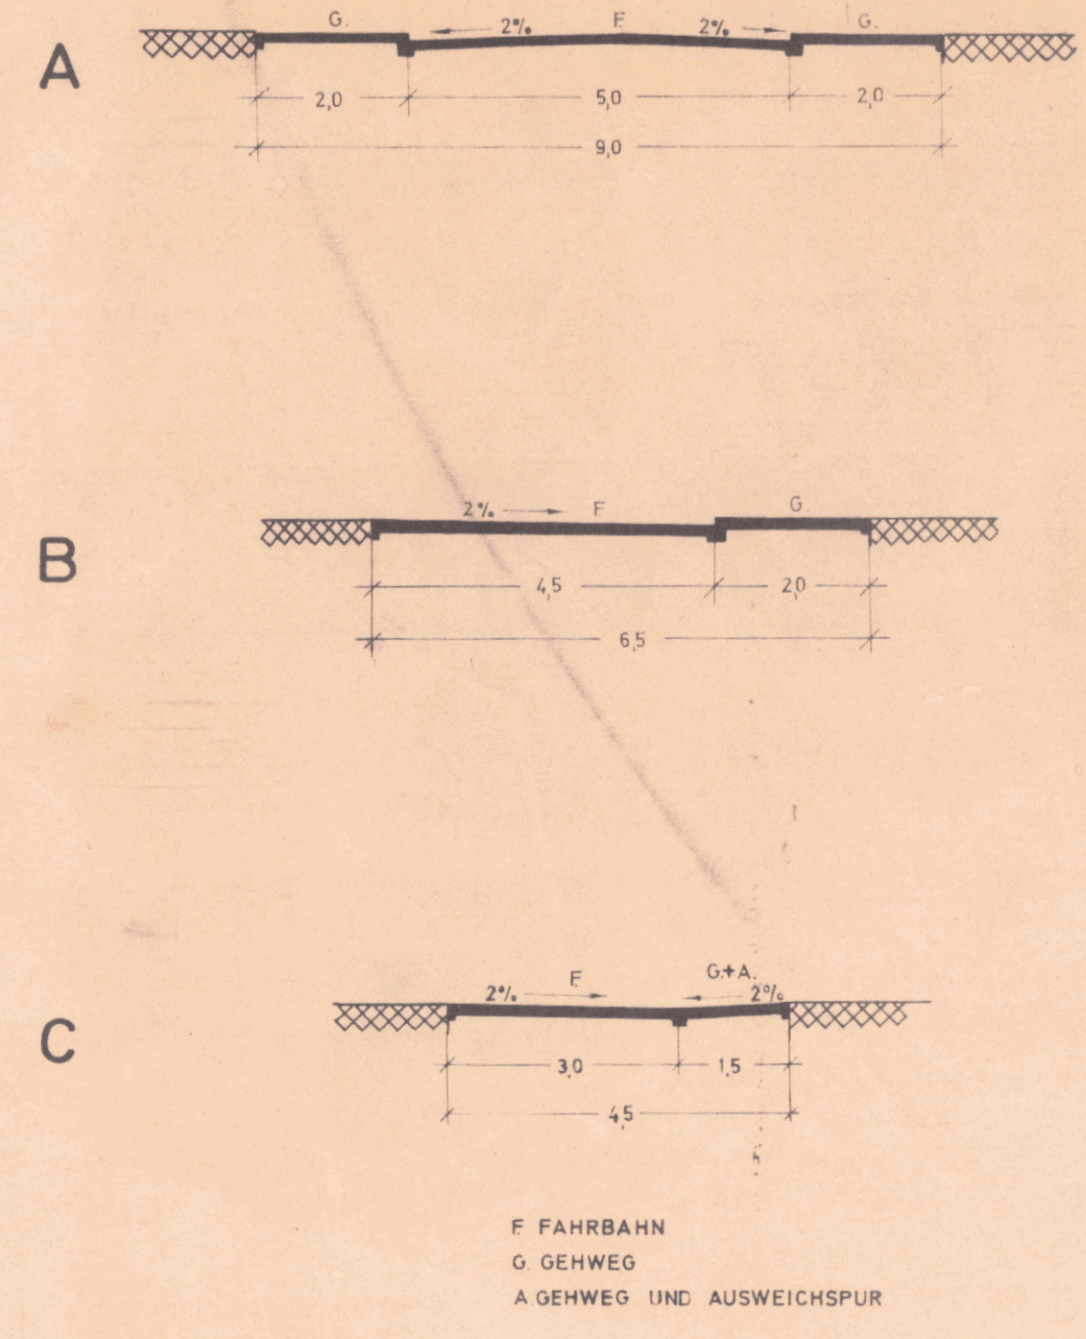 A
G. 2% F. 2% G.
2,0 5,0 2,0
9,0
B
2% F. G.
4,5 2,0
6,5
C
F. G.+A.
2% 2%
3,0 1,5
4,5
F. FAHRBAHN
G. GEHWEG
A.GEHWEG UND AUSWEICHSPUR